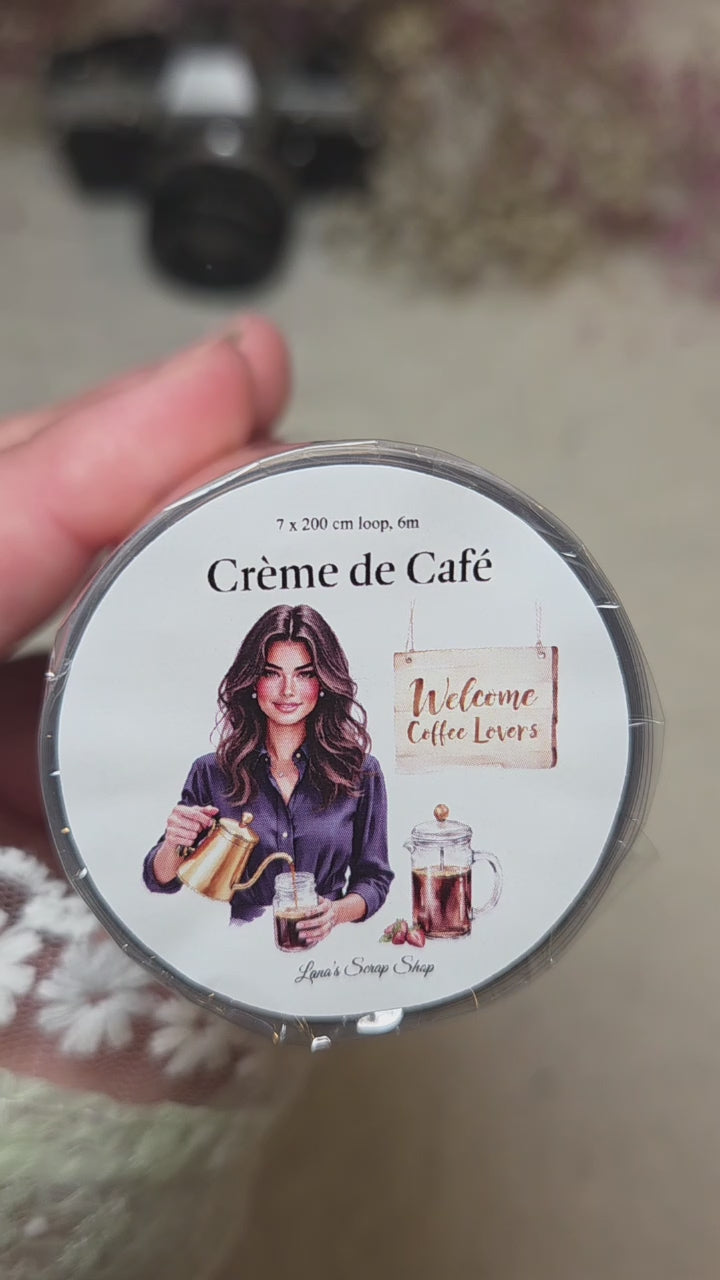 7 x 200 cm loop, 6m
Crème de Café
Welcome
Coffee Lovers
Lana's Scrap Shop